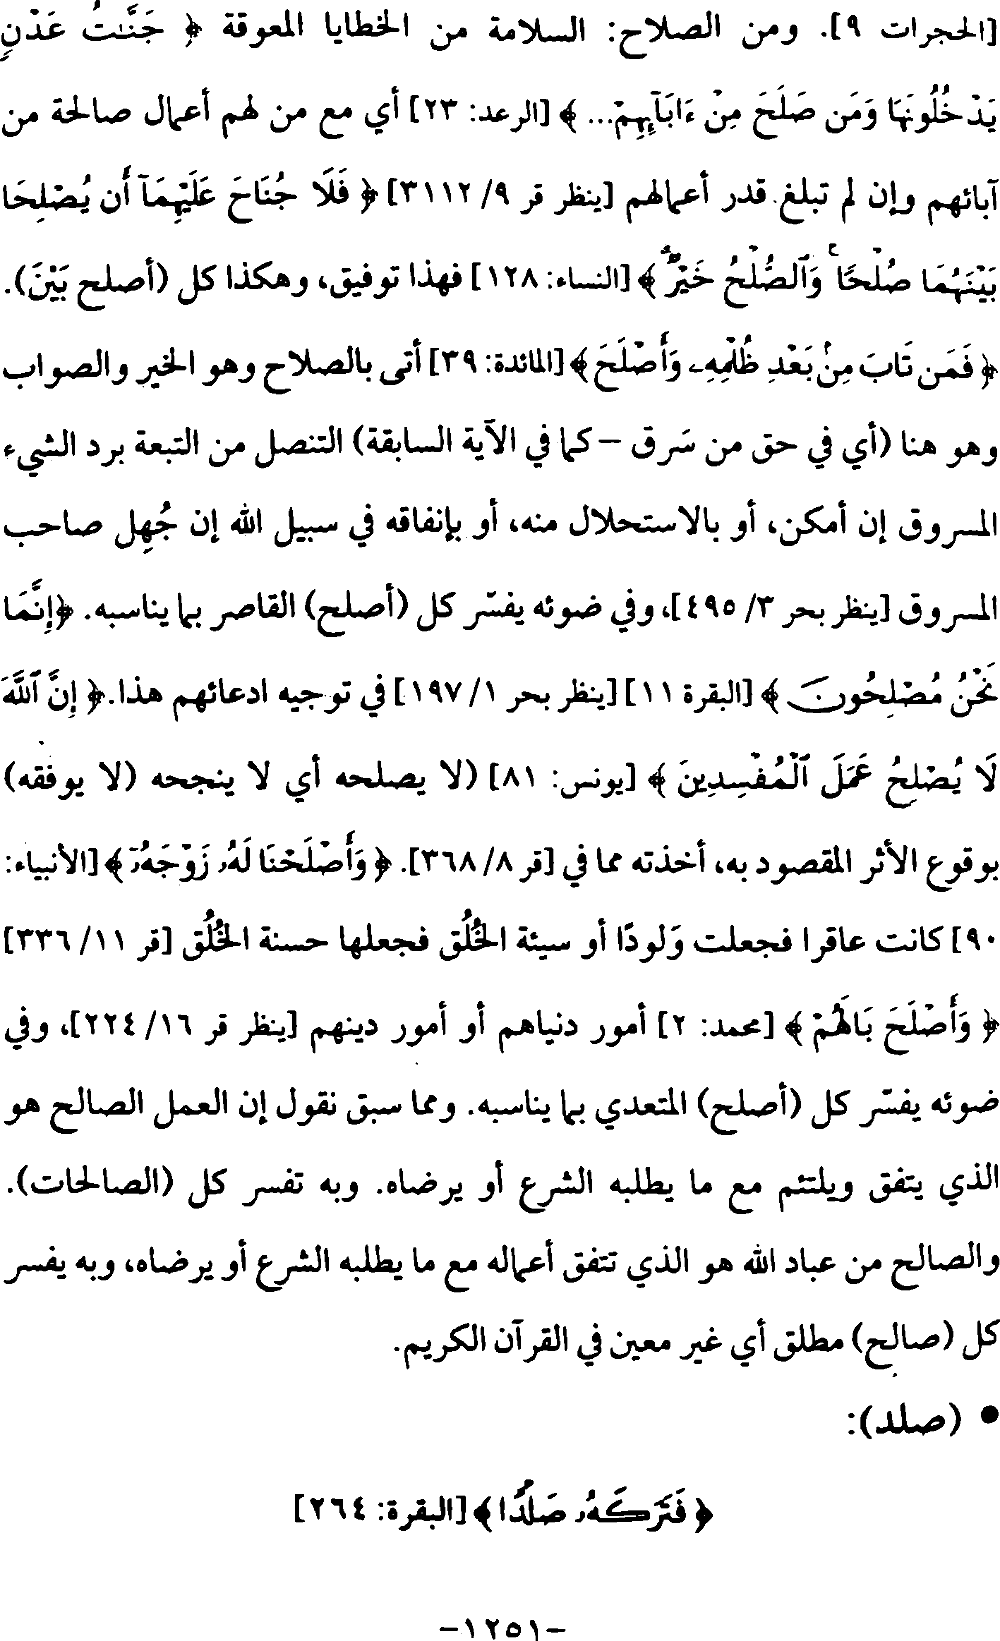 [الحجرات ٩]. ومن الصلاح: السلامة من الخطايا المعوقة ﴿ جَنَّٰتُ عَدْنٍ
يَدْخُلُونَهَا وَمَن صَلَحَ مِنْ ءَابَآئِهِمْ... ﴾ [الرعد: ٢٣] أي مع من لهم أعمال صالحة من
آبائهم وإن لم تبلغ قدر أعمالهم [ينظر قر ٩/ ٣١١٢] ﴿ فَلَا جُنَاحَ عَلَيْهِمَآ أَن يُصْلِحَا
بَيْنَهُمَا صُلْحًا ۚ وَٱلصُّلْحُ خَيْرٌ ۗ ﴾ [النساء: ١٢٨] فهذا توفيق، وهكذا كل (أصلح بَيْنَ).
﴿ فَمَن تَابَ مِنۢ بَعْدِ ظُلْمِهِۦ وَأَصْلَحَ ﴾ [المائدة: ٣٩] أتى بالصلاح وهو الخير والصواب
وهو هنا (أي في حق من سَرق – كما في الآية السابقة) التنصل من التبعة برد الشيء
المسروق إن أمكن، أو بالاستحلال منه، أو بإنفاقه في سبيل الله إن جُهِل صاحب
المسروق [ينظر بحر ٣/ ٤٩٥]، وفي ضوئه يفسّر كل (أصلح) القاصر بما يناسبه. ﴿إِنَّمَا
نَحْنُ مُصْلِحُونَ ﴾ [البقرة ١١] [ينظر بحر ١/ ١٩٧] في توجيه ادعائهم هذا. ﴿ إِنَّ ٱللَّهَ
لَا يُصْلِحُ عَمَلَ ٱلْمُفْسِدِينَ ﴾ [يونس: ٨١] (لا يصلحه أي لا ينجحه (لا يوفقه)
بوقوع الأثر المقصود به، أخذته مما في [قر ٨/ ٣٦٨]. ﴿ وَأَصْلَحْنَا لَهُۥ زَوْجَهُۥٓ ﴾ [الأنبياء:
٩٠] كانت عاقرا فجعلت وَلودًا أو سيئة الخُلُق فجعلها حسنة الخُلُق [قر ١١/ ٣٣٦]
﴿ وَأَصْلَحَ بَالَهُمْ ﴾ [محمد: ٢] أمور دنياهم أو أمور دينهم [ينظر قر ١٦/ ٢٢٤]، وفي
ضوئه يفسّر كل (أصلح) المتعدي بما يناسبه. ومما سبق نقول إن العمل الصالح هو
الذي يتفق ويلتئم مع ما يطلبه الشرع أو يرضاه. وبه تفسر كل (الصالحات).
والصالح من عباد الله هو الذي تتفق أعماله مع ما يطلبه الشرع أو يرضاه، وبه يفسر
كل (صالح) مطلق أي غير معين في القرآن الكريم.
• (صلد):
﴿ فَتَرَكَهُۥ صَلْدًا ﴾ [البقرة: ٢٦٤]
-١٢٥١-